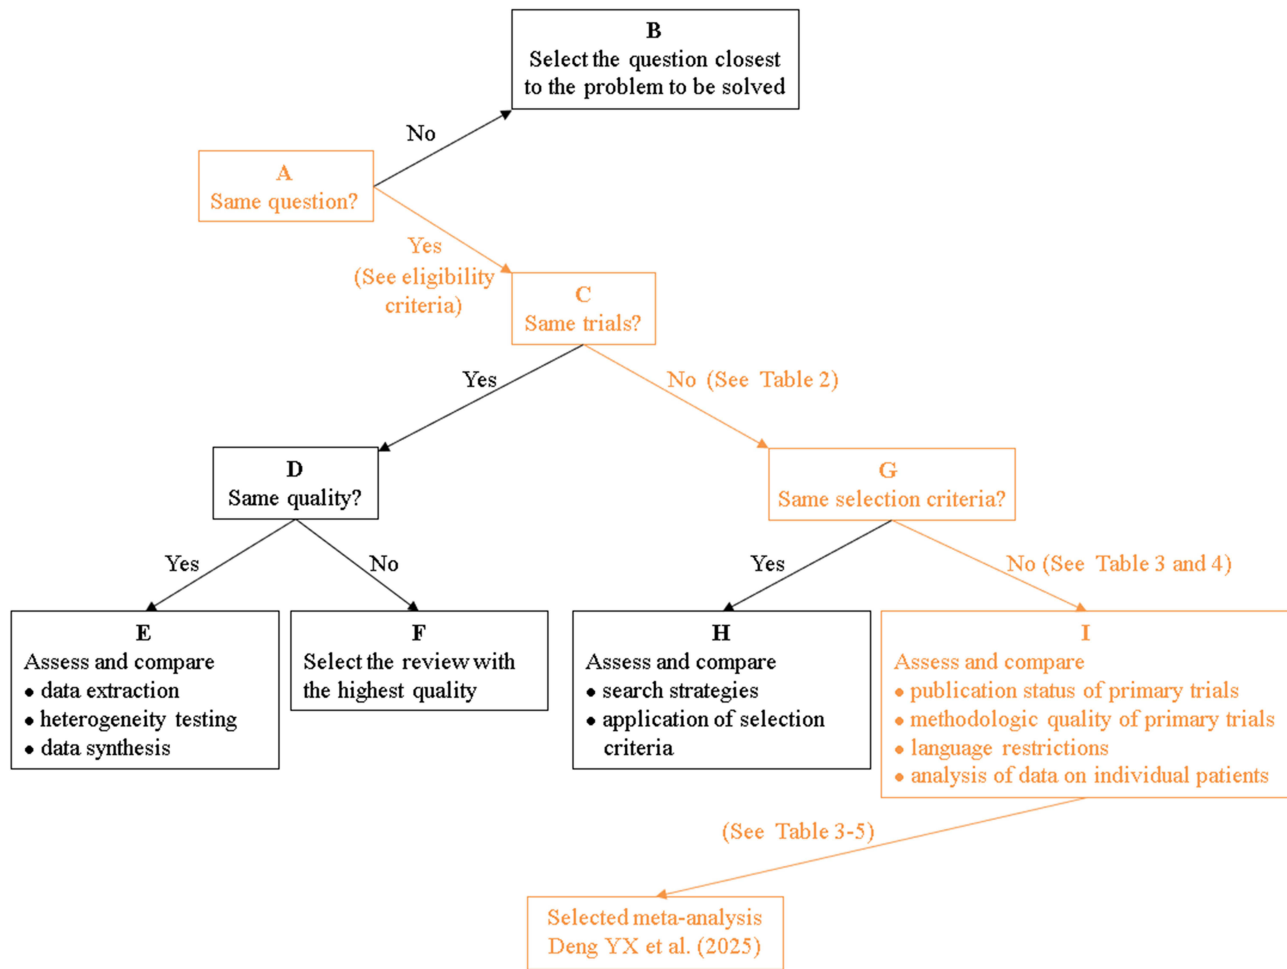 B
Select the question closest
to the problem to be solved
No
A
Same question?
Yes
(See eligibility
criteria)
C
Same trials?
Yes
No (See Table 2)
D
Same quality?
G
Same selection criteria?
Yes
No
Yes
No (See Table 3 and 4)
E
Assess and compare
• data extraction
• heterogeneity testing
• data synthesis
F
Select the review with
the highest quality
H
Assess and compare
• search strategies
• application of selection
criteria
I
Assess and compare
• publication status of primary trials
• methodologic quality of primary trials
• language restrictions
• analysis of data on individual patients
(See Table 3-5)
Selected meta-analysis
Deng YX et al. (2025)